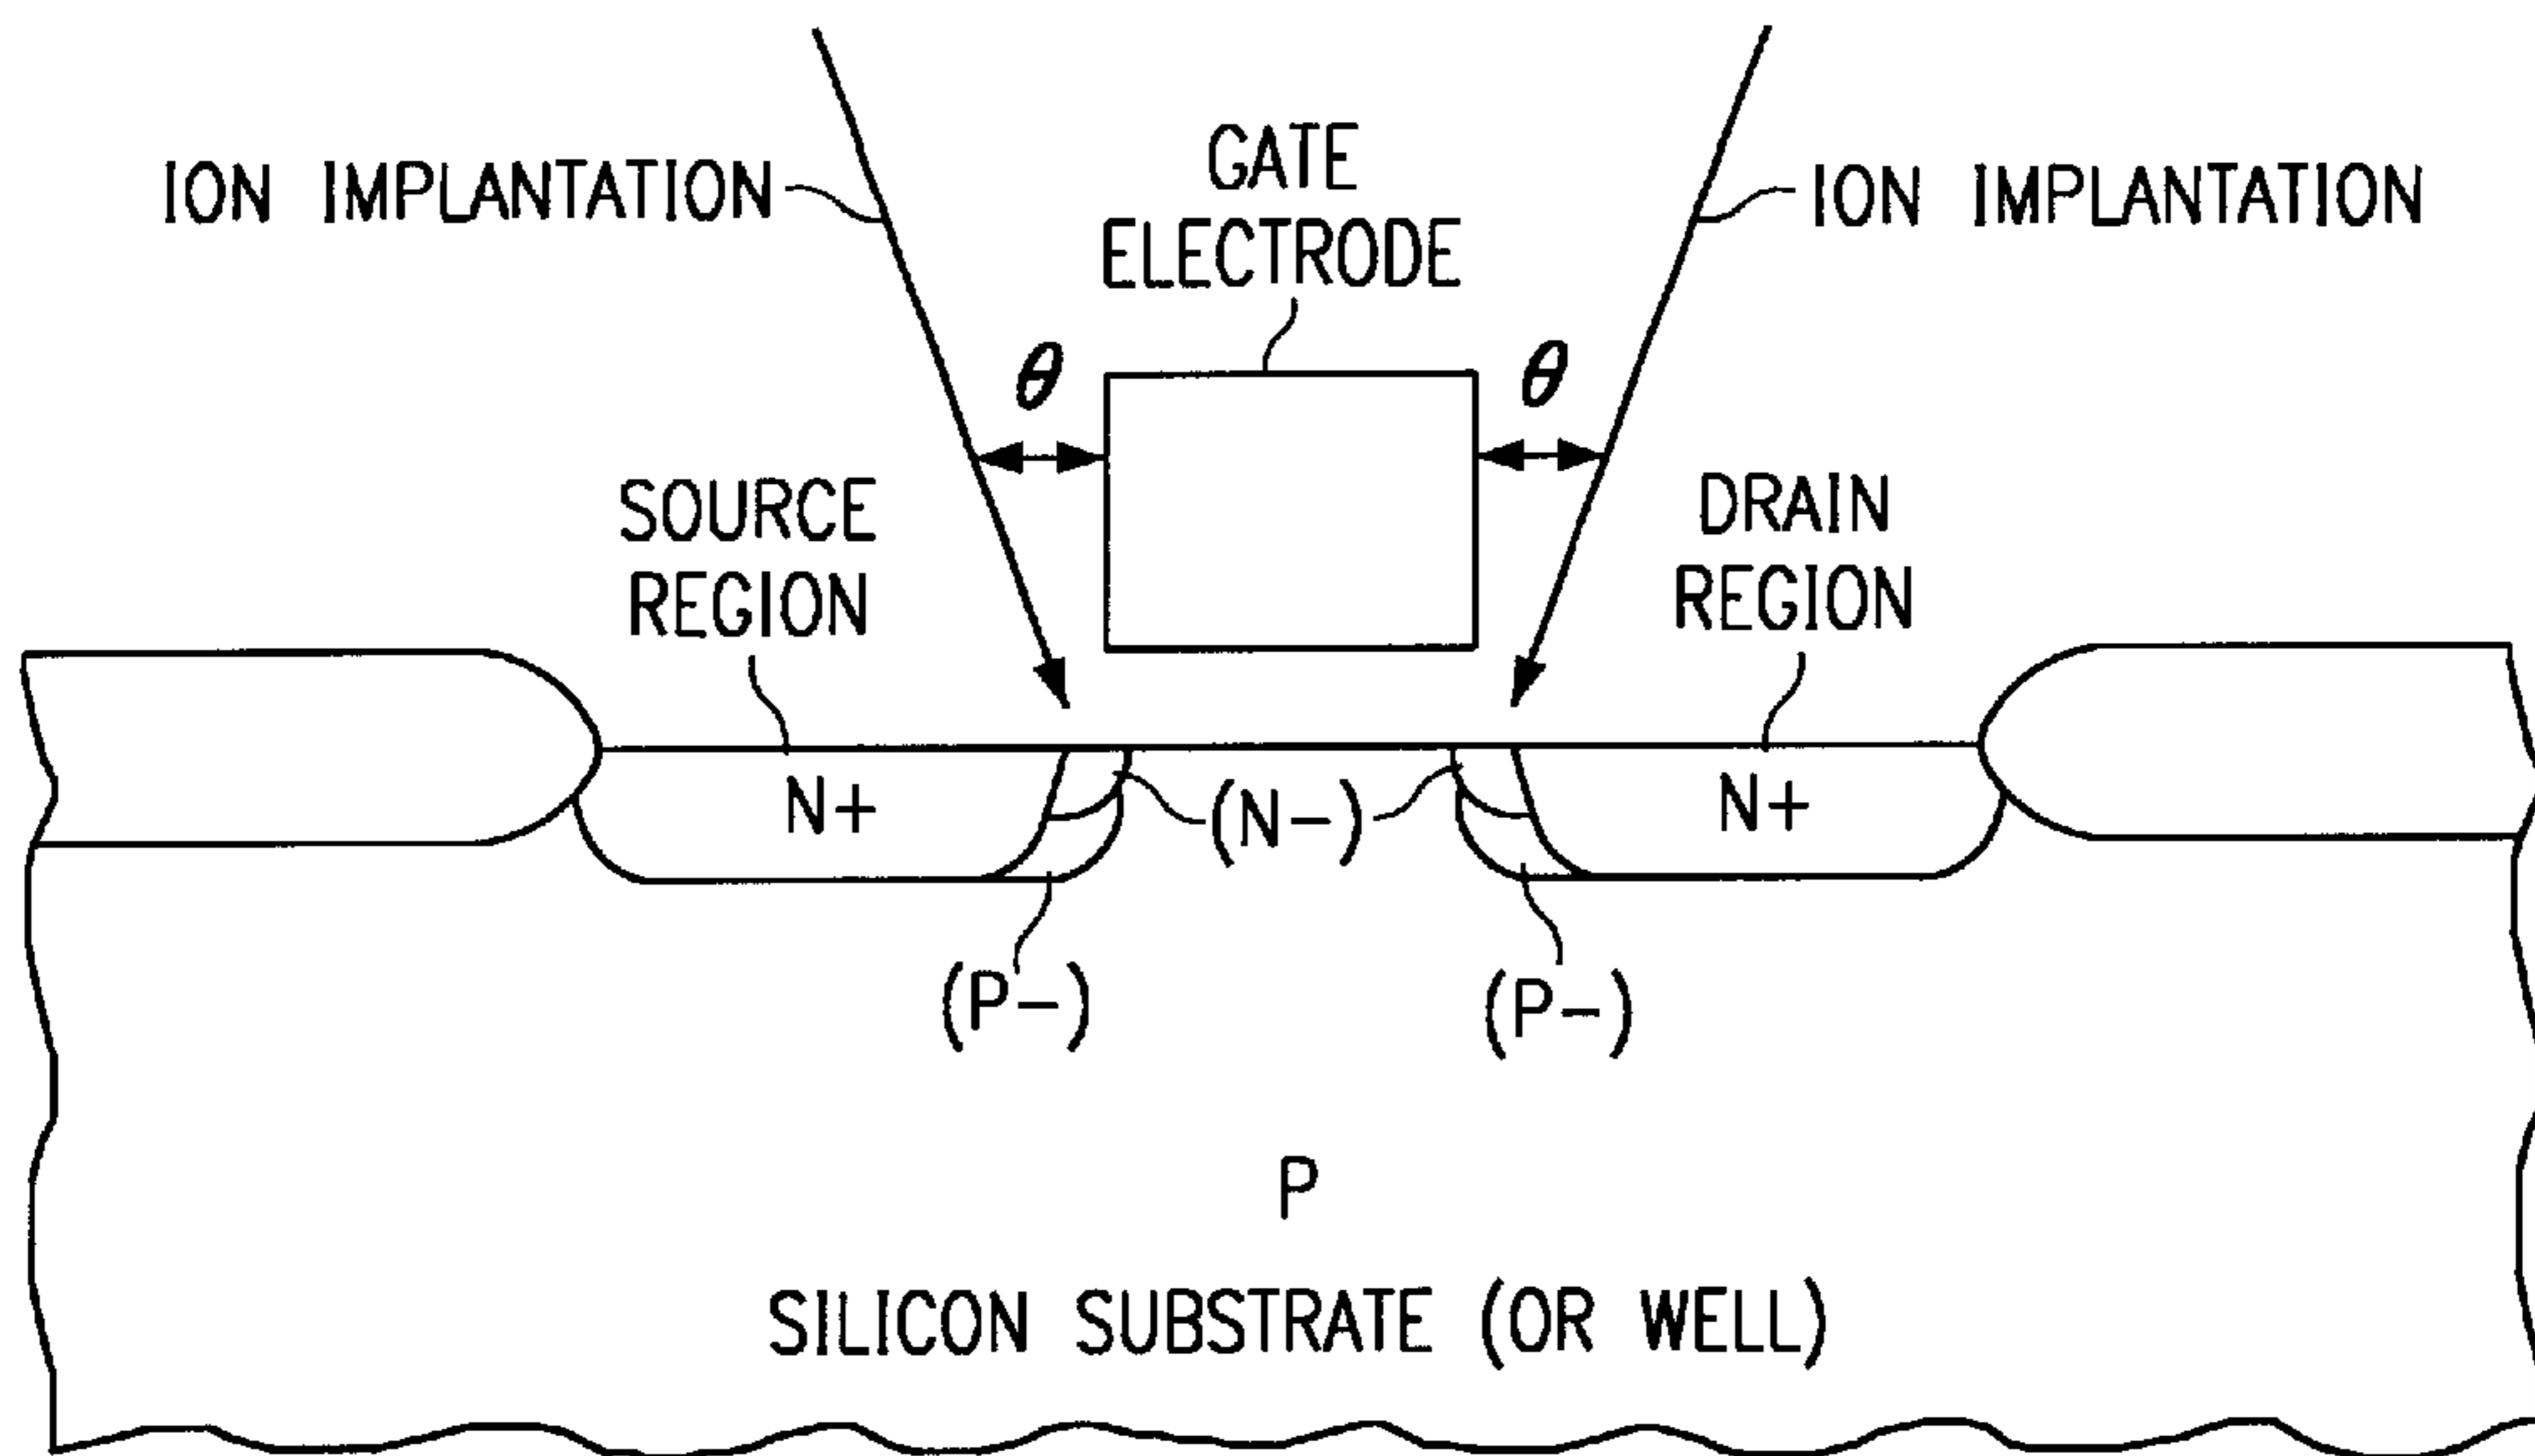 ION IMPLANTATION
GATE
ELECTRODE
ION IMPLANTATION
θ
θ
SOURCE
REGION
DRAIN
REGION
N+
(N-)
N+
(P-)
(P-)
P
SILICON SUBSTRATE (OR WELL)